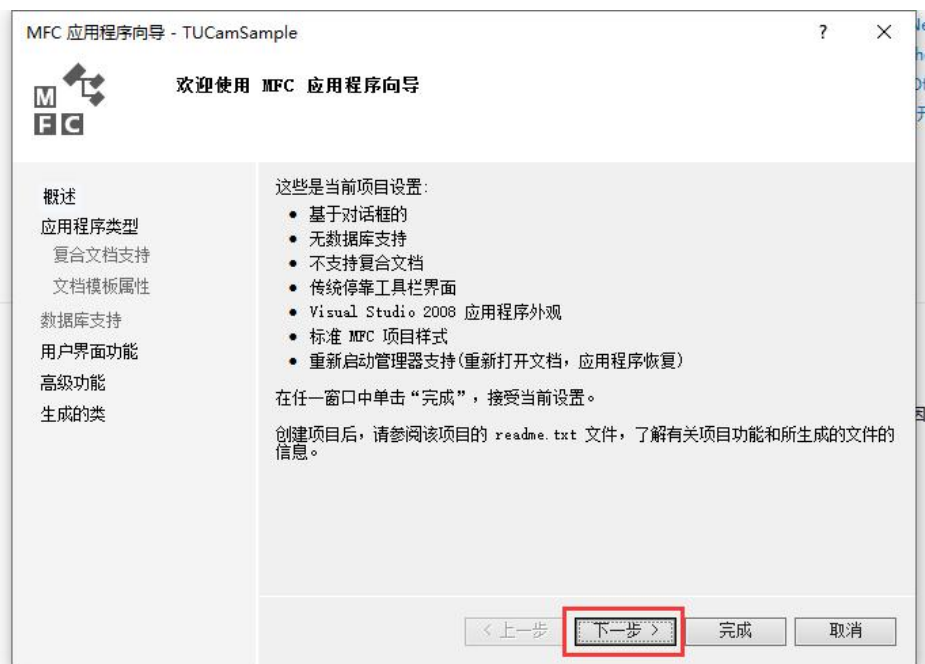 MFC 应用程序向导 - TUCamSample
? ×
欢迎使用 MFC 应用程序向导
M
F C
概述
应用程序类型
复合文档支持
文档模板属性
数据库支持
用户界面功能
高级功能
生成的类
这些是当前项目设置:
• 基于对话框的
• 无数据库支持
• 不支持复合文档
• 传统停靠工具栏界面
• Visual Studio 2008 应用程序外观
• 标准 MFC 项目样式
• 重新启动管理器支持(重新打开文档，应用程序恢复)
在任一窗口中单击“完成”，接受当前设置。
创建项目后，请参阅该项目的 readme.txt 文件，了解有关项目功能和所生成的文件的
信息。
< 上一步 下一步 > 完成 取消